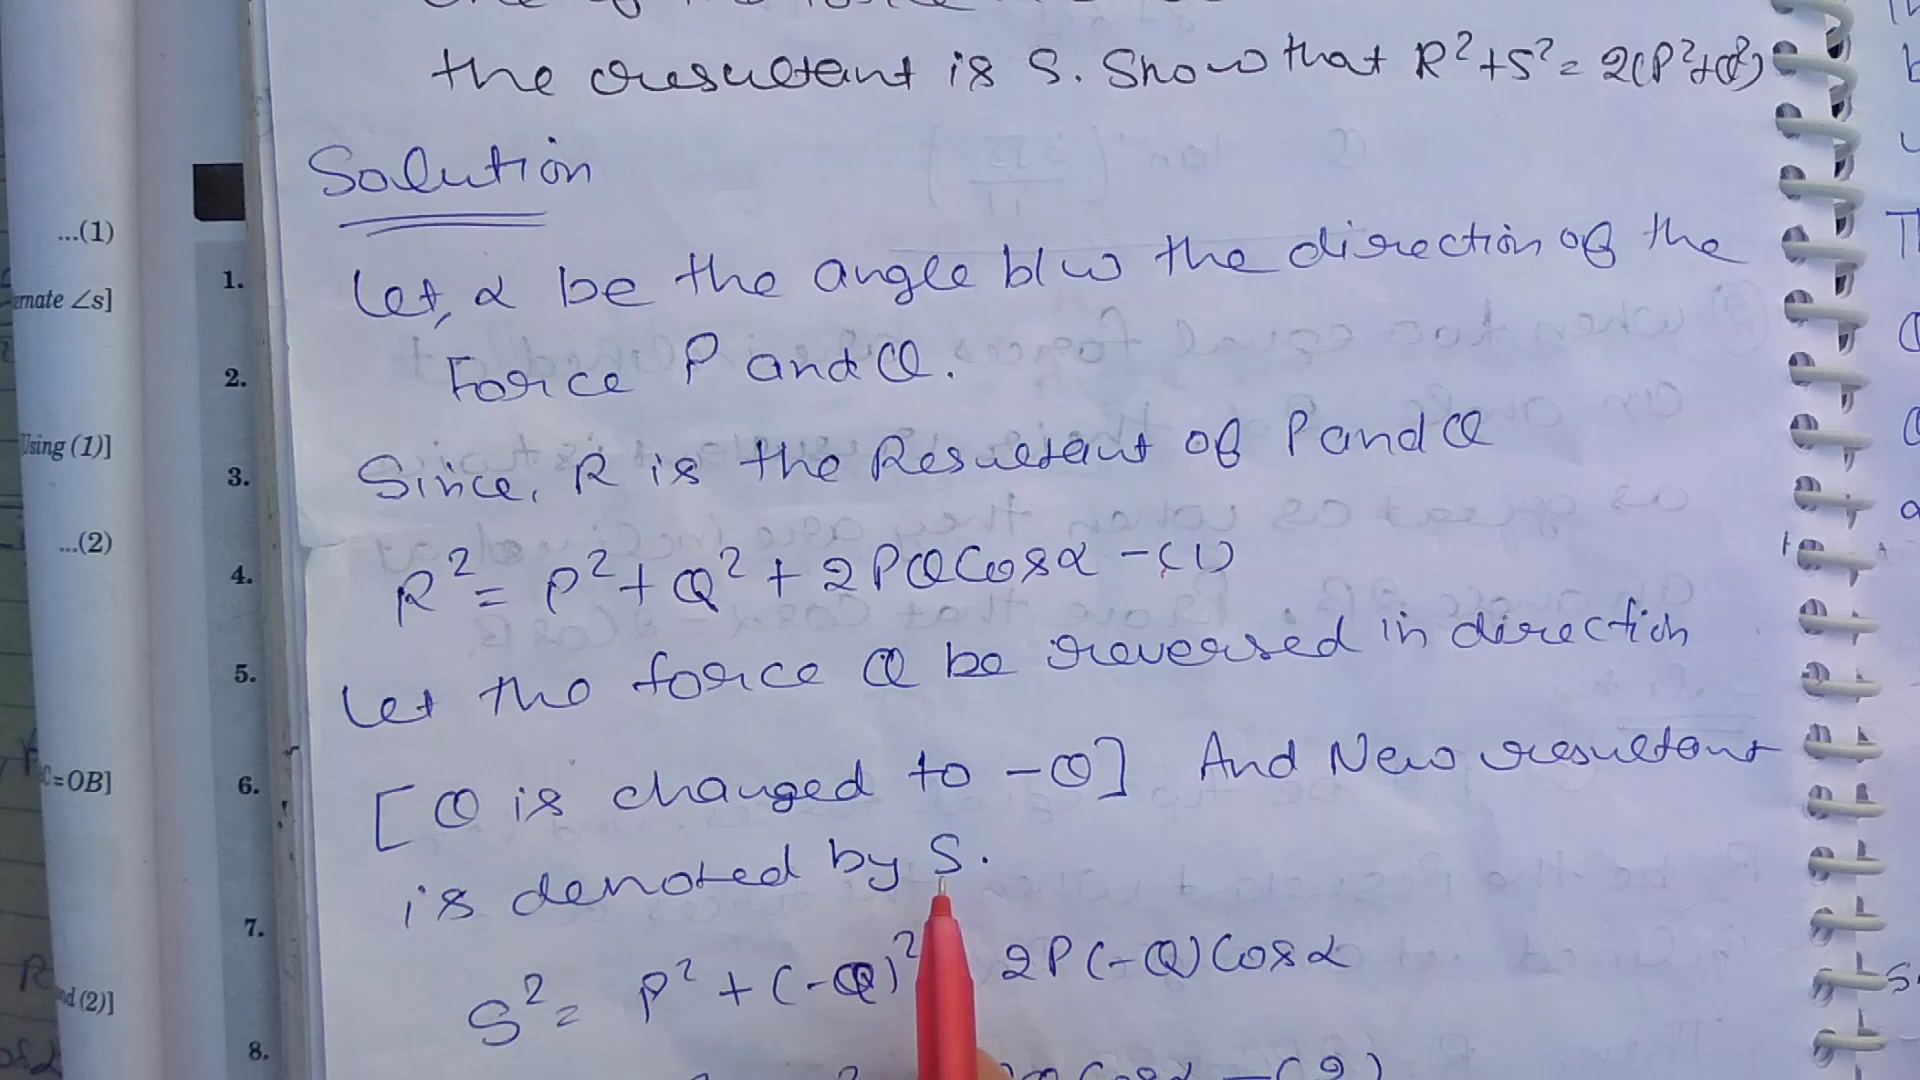 the resultant is S. Show that R²+S²=2(P²+Q²)
Solution
Let, α be the angle b/w the direction of the
Force P and Q.
Since, R is the Resultant of P and Q
R² = P² + Q² + 2PQ Cosα -(1)
Let the force Q be reversed in direction
[Q is changed to -Q] And New resultant
is denoted by S.
S² = P² + (-Q)² 2P(-Q) Cosα
...(1)
∠s]
Using (1)]
...(2)
=OB]
(2)]
1.
2.
3.
4.
5.
6.
7.
8.